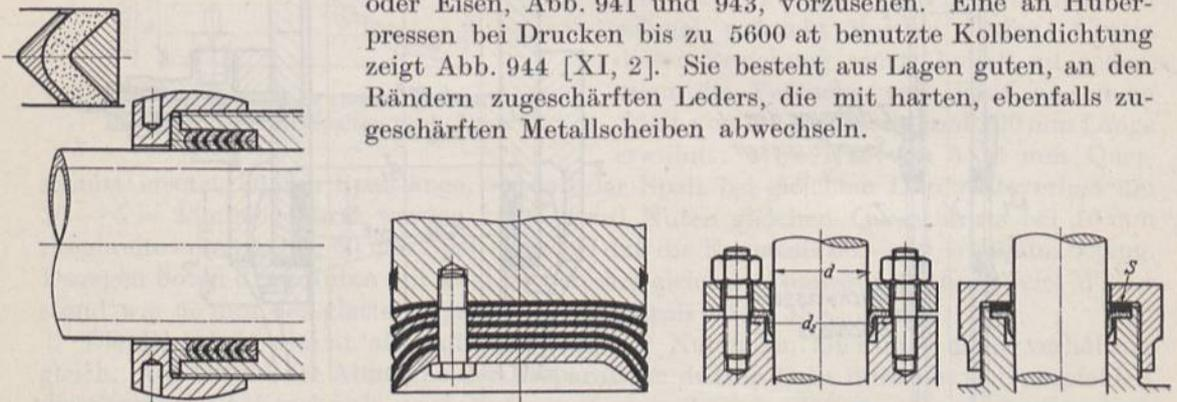 oder Eisen, Abb. 941 und 943, vorzusehen. Eine an Huber-
pressen bei Drucken bis zu 5600 at benutzte Kolbendichtung
zeigt Abb. 944 [XI, 2]. Sie besteht aus Lagen guten, an den
Rändern zugeschärften Leders, die mit harten, ebenfalls zu-
geschärften Metallscheiben abwechseln.
d
S